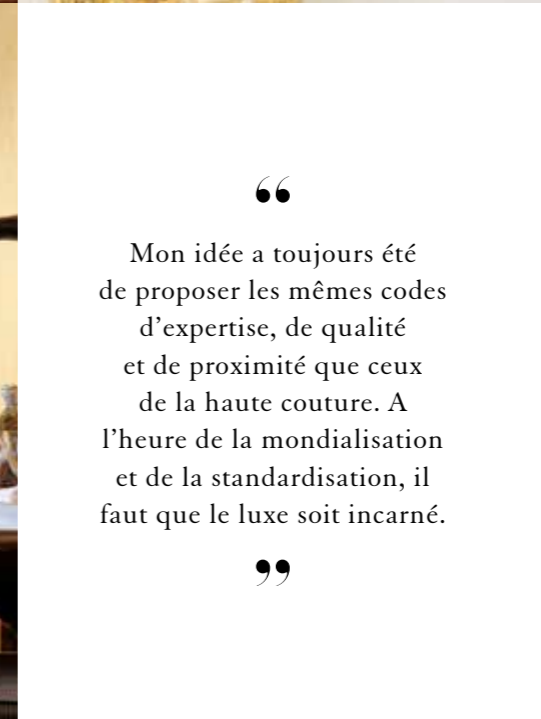 “
Mon idée a toujours été
de proposer les mêmes codes
d’expertise, de qualité
et de proximité que ceux
de la haute couture. A
l’heure de la mondialisation
et de la standardisation, il
faut que le luxe soit incarné.
”